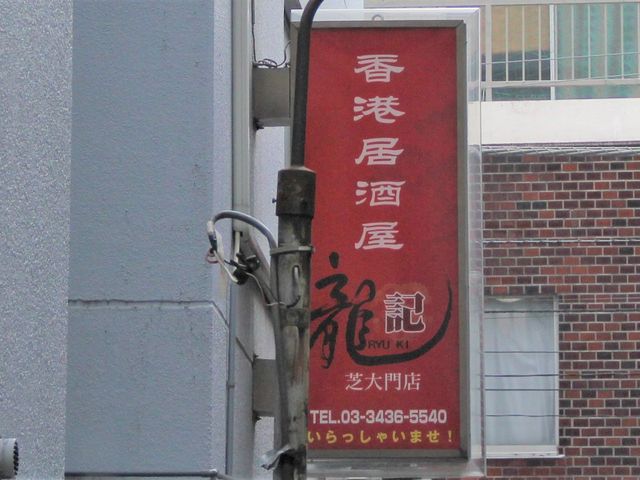 香港居酒屋
龍記
RYU KI
芝大門店
TEL.03-3436-5540
いらっしゃいませ!